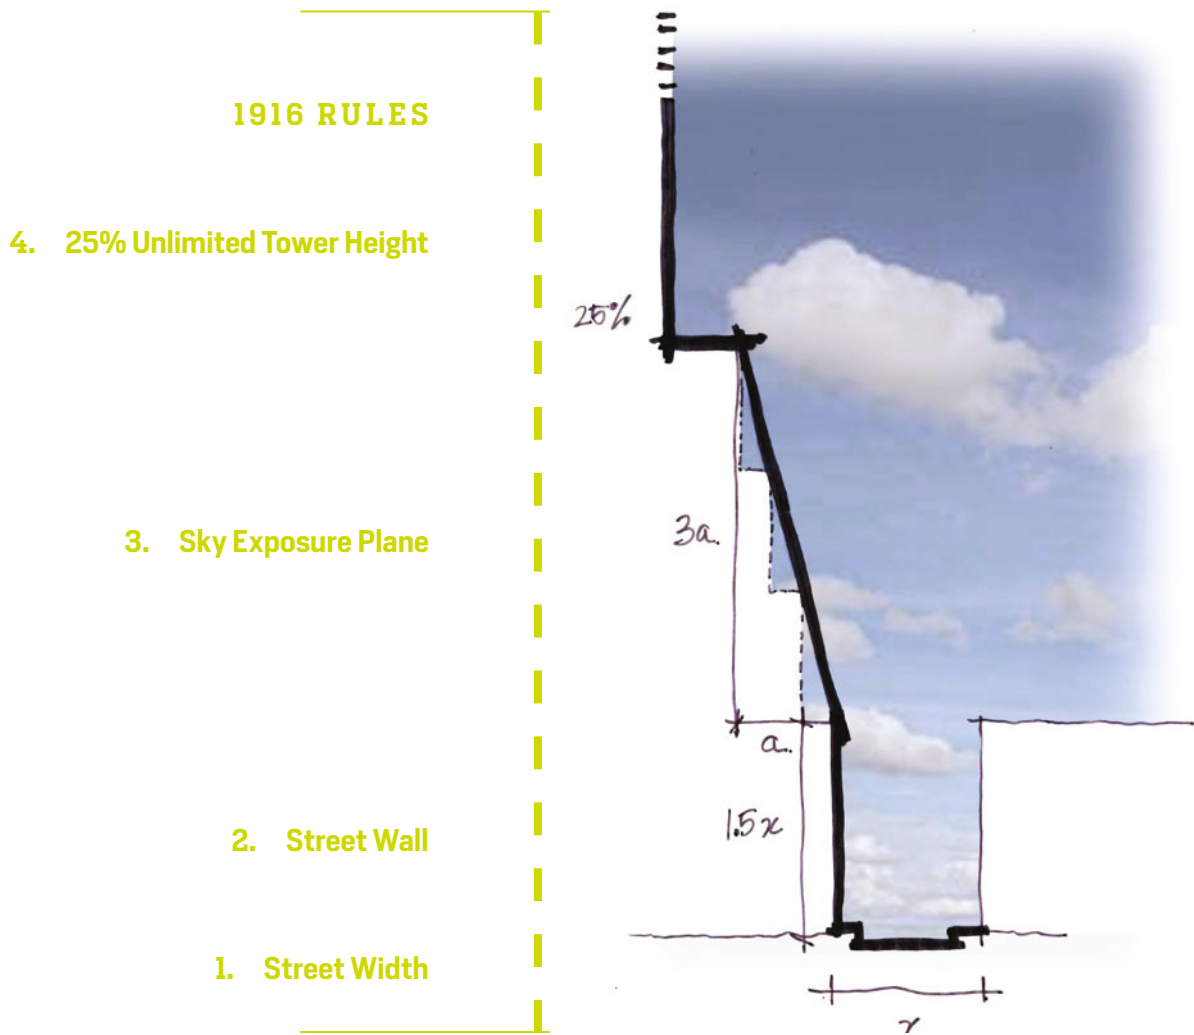 1916 RULES
4. 25% Unlimited Tower Height
25%
3. Sky Exposure Plane
3a.
a.
2. Street Wall
1.5x
1. Street Width
x